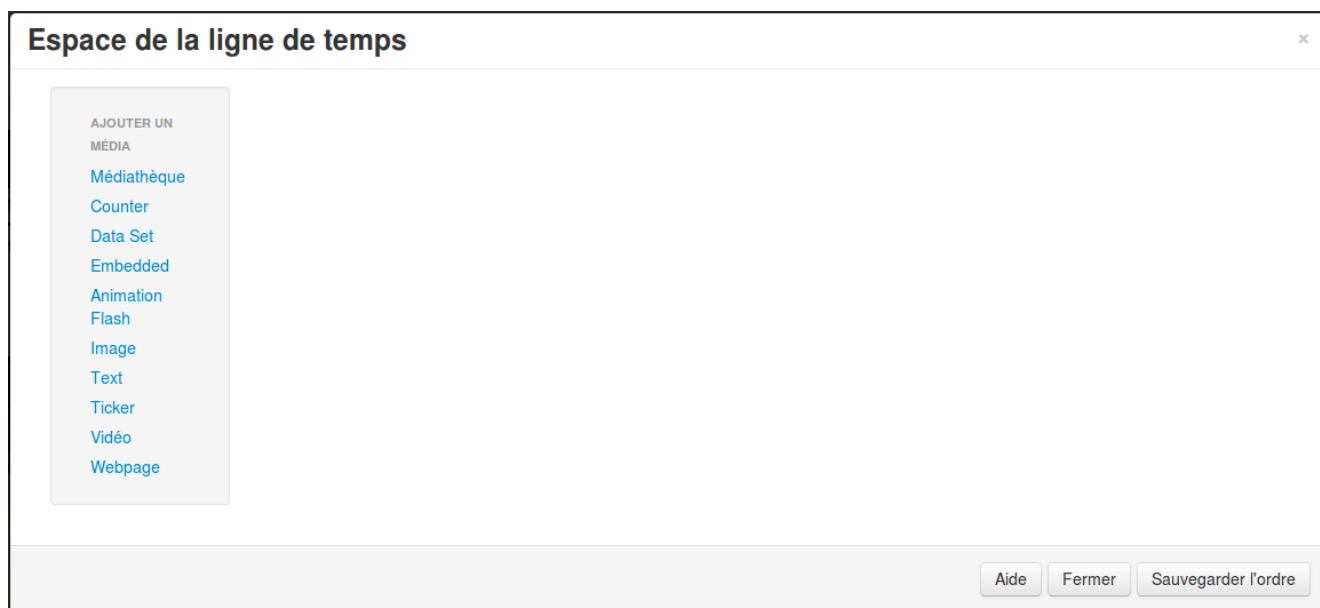 Espace de la ligne de temps
×
AJOUTER UN
MÉDIA
Médiathèque
Counter
Data Set
Embedded
Animation
Flash
Image
Text
Ticker
Vidéo
Webpage
Aide
Fermer
Sauvegarder l'ordre